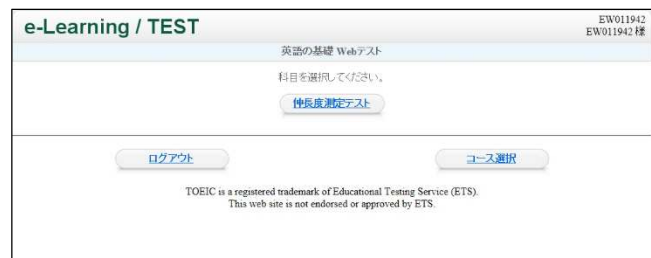 e-Learning / TEST
EW011942
EW011942 様
英語の基礎 Webテスト
科目を選択してください。
伸長度測定テスト
ログアウト
コース選択
TOEIC is a registered trademark of Educational Testing Service (ETS).
This web site is not endorsed or approved by ETS.